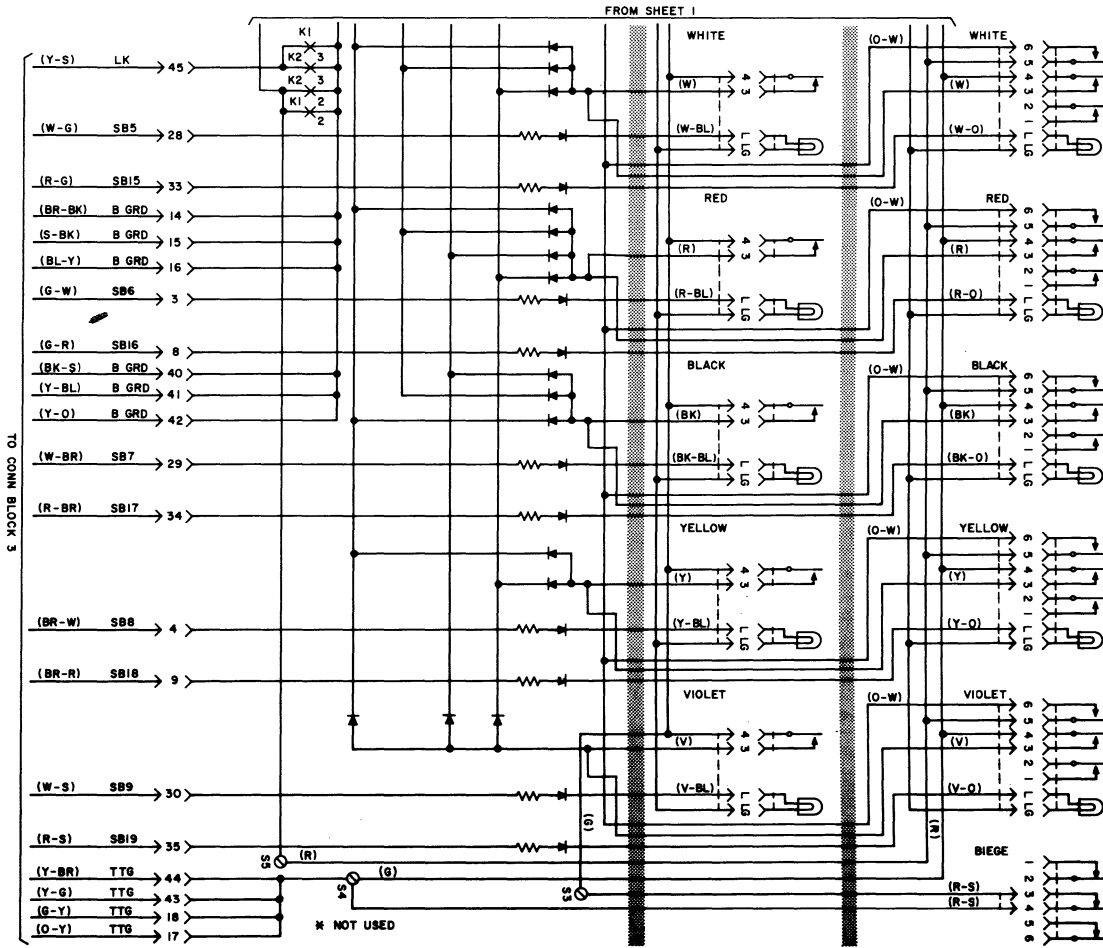 FROM SHEET 1
K1
K2 3
K2 3
K1 2
2
WHITE (O-W) WHITE
(Y-S) LK 45
(W) (W)
(W-G) SB5 28 (W-BL) (W-O)
(R-G) SB15 33
RED (O-W) RED
(BR-BK) B GRD 14
(S-BK) B GRD 15
(R) (R)
(BL-Y) B GRD 16
(G-W) SB6 3 (R-BL) (R-O)
(G-R) SB16 8
BLACK (O-W) BLACK
(BK-S) B GRD 40
(Y-BL) B GRD 41
(Y-O) B GRD 42 (BK) (BK)
(W-BR) SB7 29 (BK-BL) (BK-O)
(R-BR) SB17 34
YELLOW (O-W) YELLOW
(Y) (Y)
(BR-W) SB8 4 (Y-BL) (Y-O)
(BR-R) SB18 9
VIOLET (O-W) VIOLET
(V) (V)
(W-S) SB9 30 (V-BL) (V-O)
(G) (R)
(R-S) SB19 35
BIEGE
S5 (R)
(Y-BR) TTG 44 (G)
S4 S3
(Y-G) TTG 43 (R-S)
(G-Y) TTG 18 (R-S)
(O-Y) TTG 17
* NOT USED
TO CONN BLOCK 3
4 3 L LG
6 5 4 3 2 1 L LG
4 3 L LG
6 5 4 3 2 1 L LG
4 3 L LG
6 5 4 3 2 1 L LG
4 3 L LG
6 5 4 3 2 1 L LG
4 3 L LG
6 5 4 3 2 1 L LG
1 2 3 4 5 6